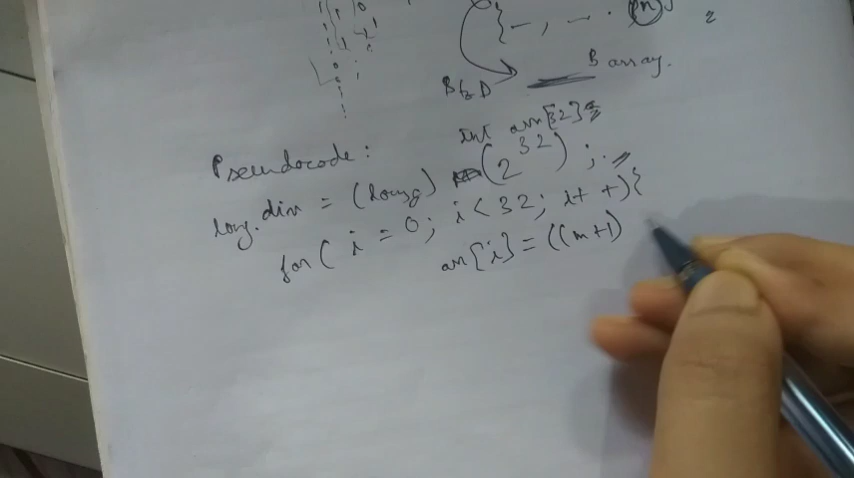 {–, – . . (n)}
B array.
B to D
int arr[32]
Pseudocode:
long div = (long) (2^32);
for( i = 0; i < 32; i++){
arr[i] = ((m+1)